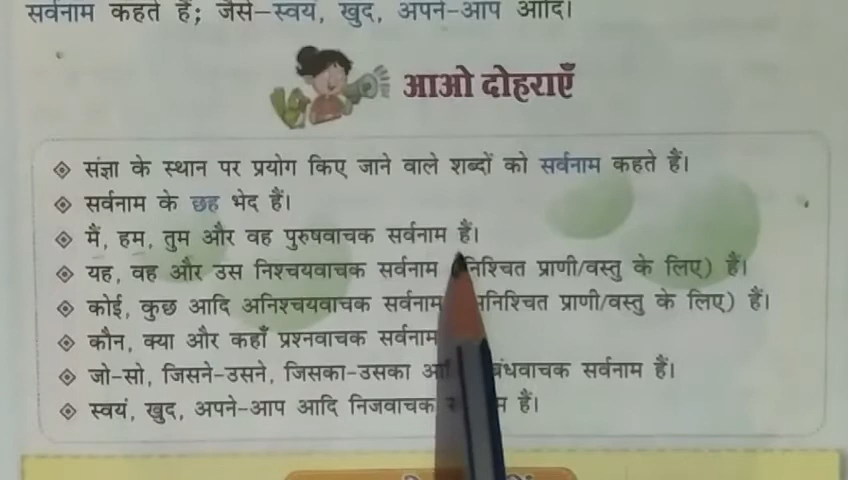 सर्वनाम कहते हैं; जैसे–स्वयं, खुद, अपने-आप आदि।
आओ दोहराएँ
संज्ञा के स्थान पर प्रयोग किए जाने वाले शब्दों को सर्वनाम कहते हैं।
सर्वनाम के छह भेद हैं।
मैं, हम, तुम और वह पुरुषवाचक सर्वनाम हैं।
यह, वह और उस निश्चयवाचक सर्वनाम निश्चित प्राणी/वस्तु के लिए) हैं।
कोई, कुछ आदि अनिश्चयवाचक सर्वनाम निश्चित प्राणी/वस्तु के लिए) हैं।
कौन, क्या और कहाँ प्रश्नवाचक सर्वनाम
जो-सो, जिसने-उसने, जिसका-उसका बंधवाचक सर्वनाम हैं।
स्वयं, खुद, अपने-आप आदि निजवाचक हैं।